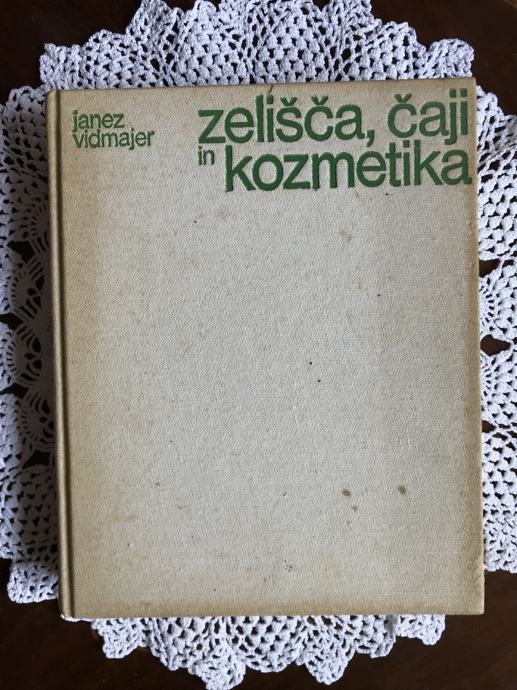 janez
vidmajer
zelišča, čaji
in kozmetika